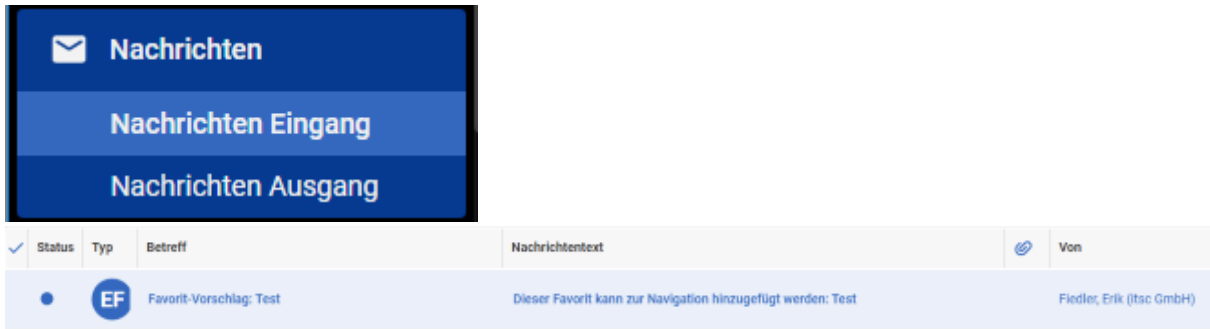 Nachrichten
Nachrichten Eingang
Nachrichten Ausgang
Status Typ Betreff Nachrichtentext Von
EF Favorit-Vorschlag: Test Dieser Favorit kann zur Navigation hinzugefügt werden: Test Fiedler, Erik (itsc GmbH)